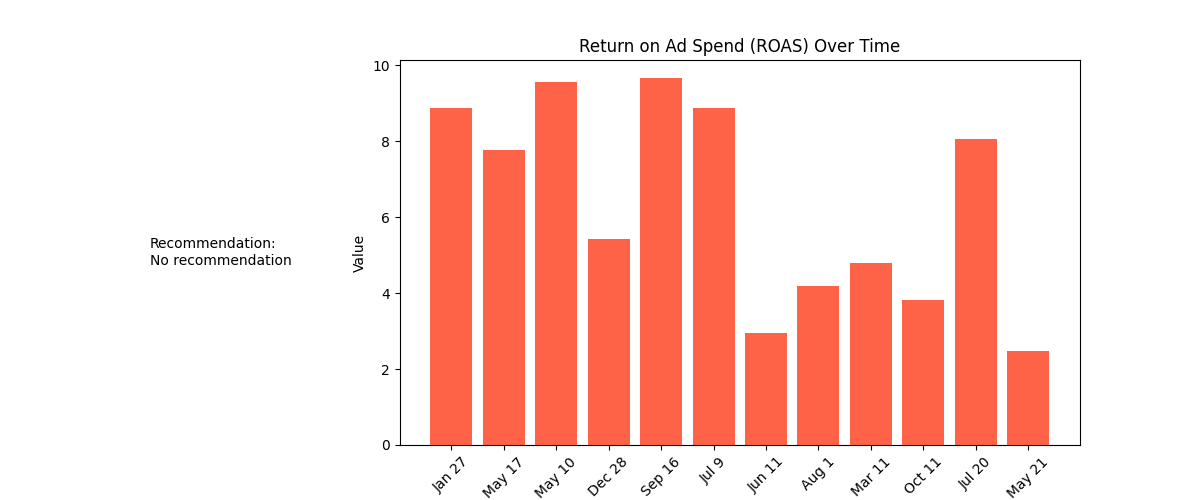 Return on Ad Spend (ROAS) Over Time
Recommendation:
No recommendation
Value
10
8
6
4
2
0
Jan 27
May 17
May 10
Dec 28
Sep 16
Jul 9
Jun 11
Aug 1
Mar 11
Oct 11
Jul 20
May 21